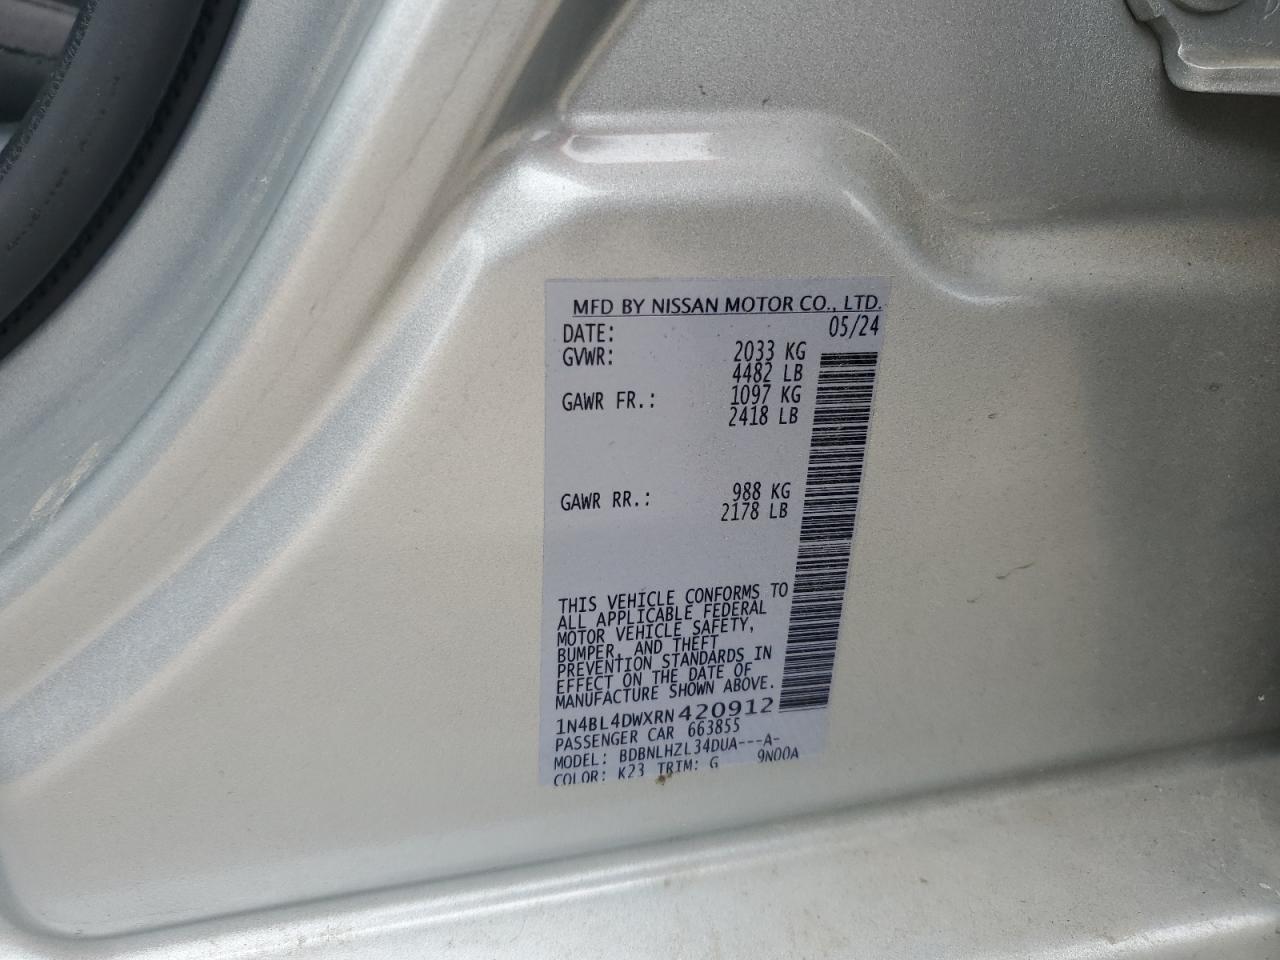 MFD BY NISSAN MOTOR CO., LTD.
DATE: 05/24
GVWR: 2033 KG
4482 LB
GAWR FR.: 1097 KG
2418 LB
GAWR RR.: 988 KG
2178 LB
THIS VEHICLE CONFORMS TO
ALL APPLICABLE FEDERAL
MOTOR VEHICLE SAFETY,
BUMPER, AND THEFT
PREVENTION STANDARDS IN
EFFECT ON THE DATE OF
MANUFACTURE SHOWN ABOVE.
1N4BL4DWXRN420912
PASSENGER CAR 663855
MODEL: BDBNLHZL34DUA---A-
COLOR: K23 TRIM: G 9N00A